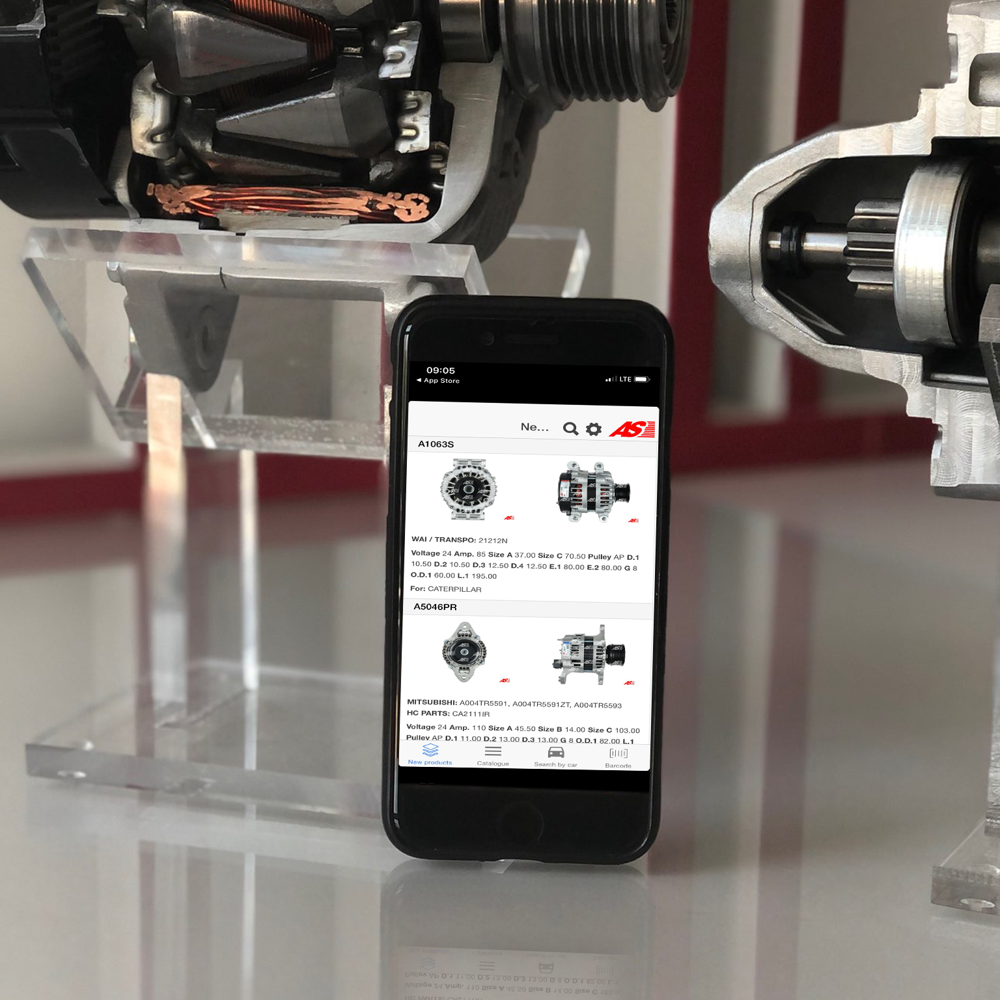 09:05
◀ App Store
LTE
Ne...
AS
A1063S
WAI / TRANSPO: 21212N
Voltage 24 Amp. 85 Size A 37.00 Size C 70.50 Pulley AP D.1
10.50 D.2 10.50 D.3 12.50 D.4 12.50 E.1 80.00 E.2 80.00 G 8
O.D.1 60.00 L.1 195.00
For: CATERPILLAR
A5046PR
MITSUBISHI: A004TR5591, A004TR5591ZT, A004TR5593
HC PARTS: CA2111IR
Voltage 24 Amp. 110 Size A 45.50 Size B 14.00 Size C 103.00
Pulley AP D.1 11.00 D.2 13.00 D.3 13.00 G 8 O.D.1 82.00 L.1
New products
Catalogue
Search by car
Barcode